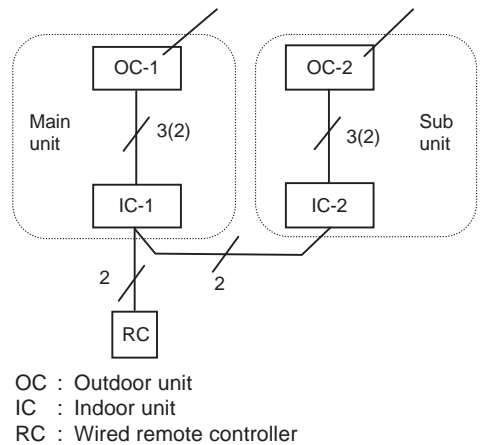 OC-1
OC-2
Main
unit
3(2)
3(2)
Sub
unit
IC-1
IC-2
2
2
RC
OC : Outdoor unit
IC : Indoor unit
RC : Wired remote controller